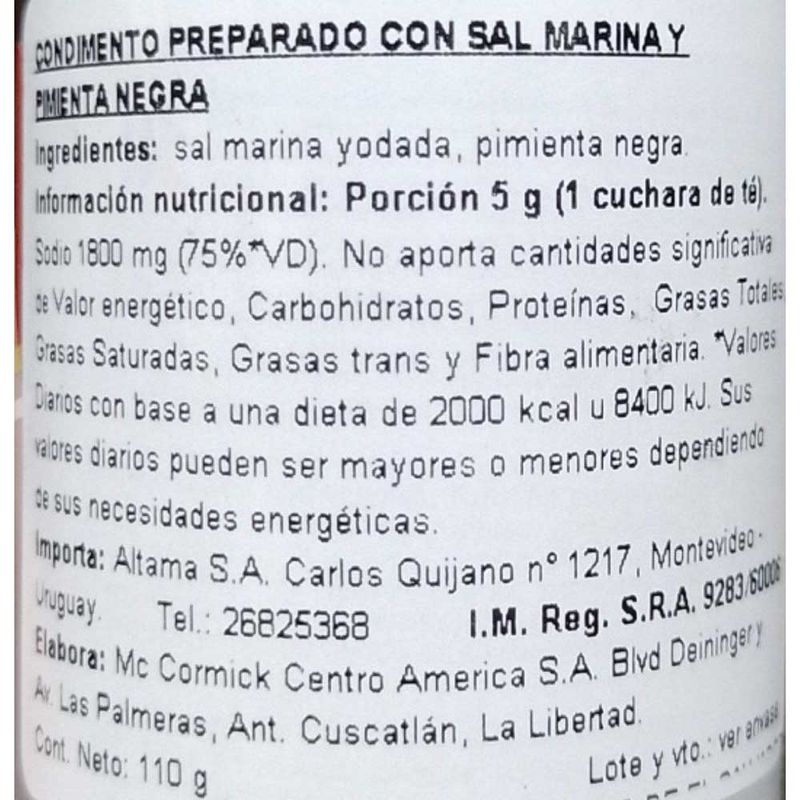 CONDIMENTO PREPARADO CON SAL MARINA Y
PIMIENTA NEGRA
Ingredientes: sal marina yodada, pimienta negra.
Información nutricional: Porción 5 g (1 cuchara de té).
Sodio 1800 mg (75%*VD). No aporta cantidades significativa
de Valor energético, Carbohidratos, Proteínas, Grasas Totales,
Grasas Saturadas, Grasas trans y Fibra alimentaria. *Valores
Diarios con base a una dieta de 2000 kcal u 8400 kJ. Sus
valores diarios pueden ser mayores o menores dependiendo
de sus necesidades energéticas.
Importa: Altama S.A. Carlos Quijano n° 1217, Montevideo -
Uruguay. Tel.: 26825368 I.M. Reg. S.R.A. 9283/60006
Elabora: Mc Cormick Centro America S.A. Blvd Deininger y
Av. Las Palmeras, Ant. Cuscatlán, La Libertad.
Cont. Neto: 110 g Lote y vto.: ver envase